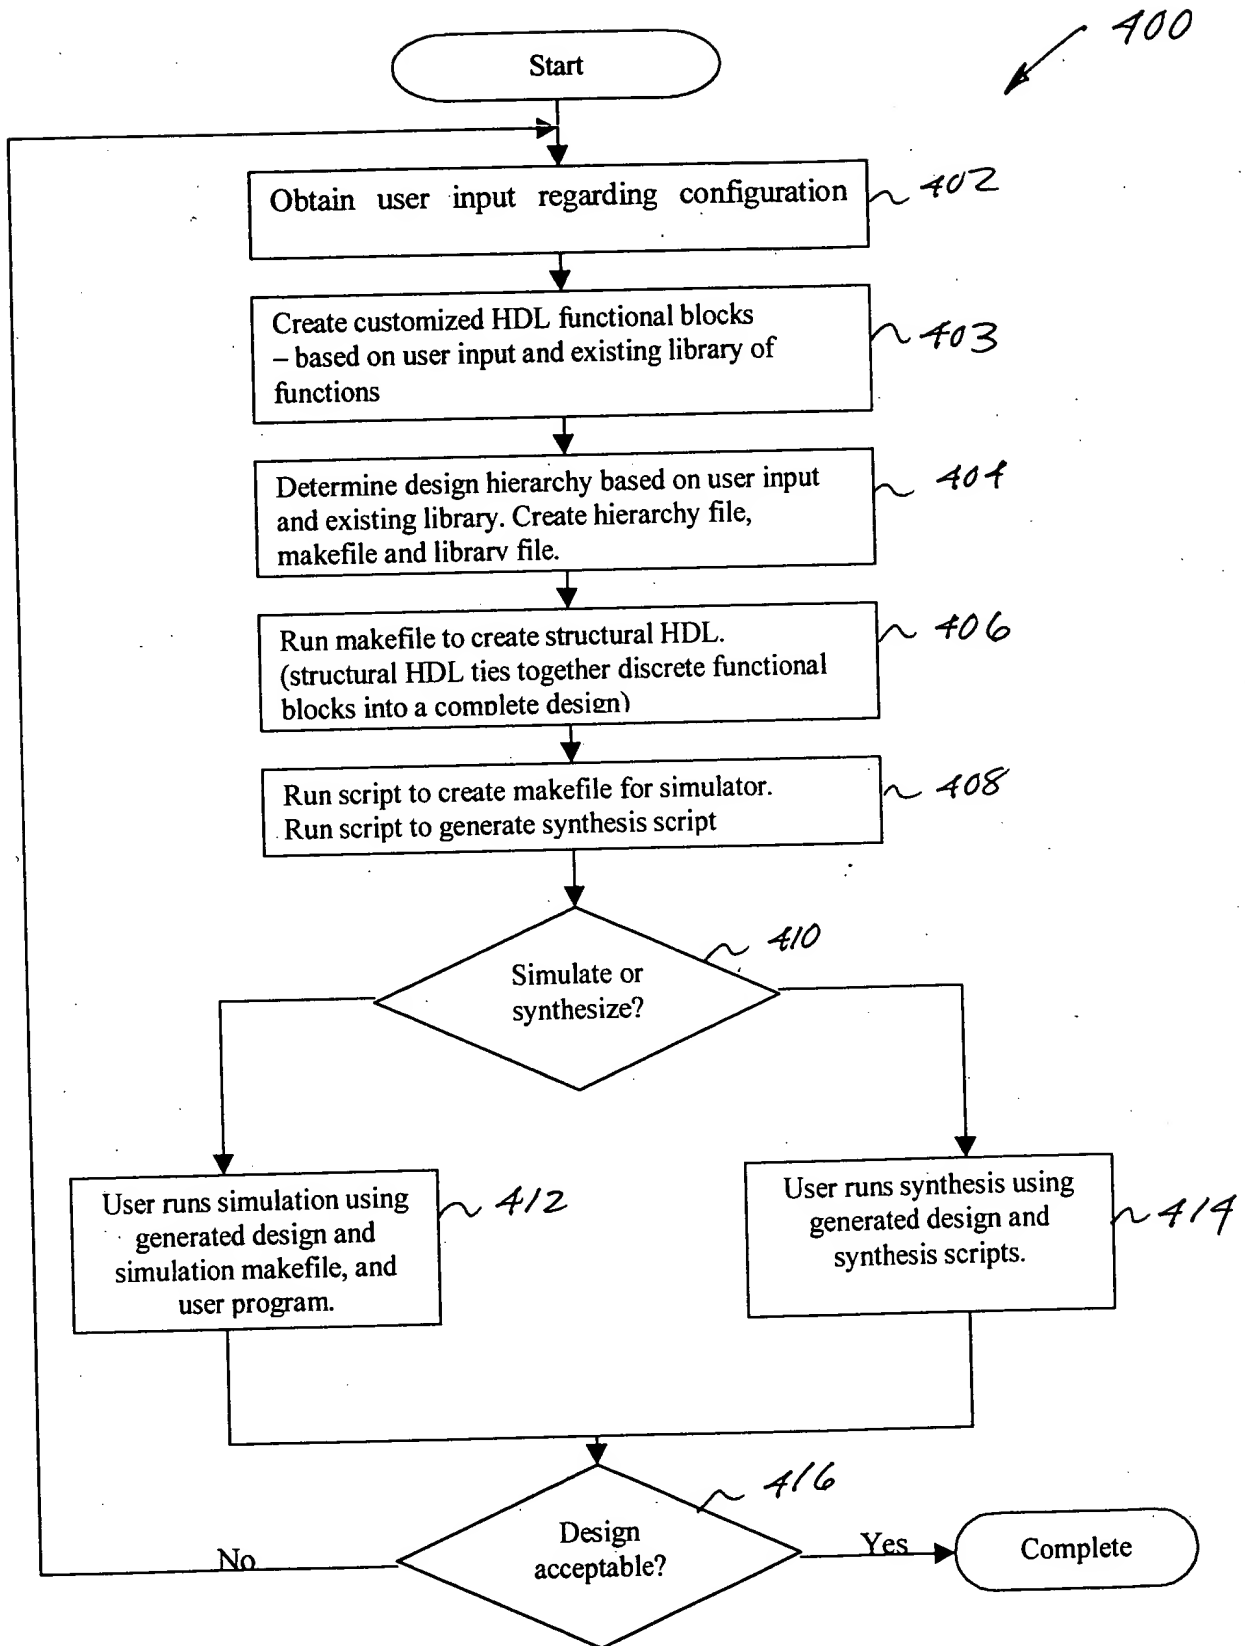 400
Start
Obtain user input regarding configuration
402
Create customized HDL functional blocks
– based on user input and existing library of
functions
403
Determine design hierarchy based on user input
and existing library. Create hierarchy file,
makefile and library file.
404
Run makefile to create structural HDL.
(structural HDL ties together discrete functional
blocks into a complete design)
406
Run script to create makefile for simulator.
Run script to generate synthesis script
408
410
Simulate or
synthesize?
User runs simulation using
generated design and
simulation makefile, and
user program.
412
User runs synthesis using
generated design and
synthesis scripts.
414
416
Design
acceptable?
No
Yes
Complete